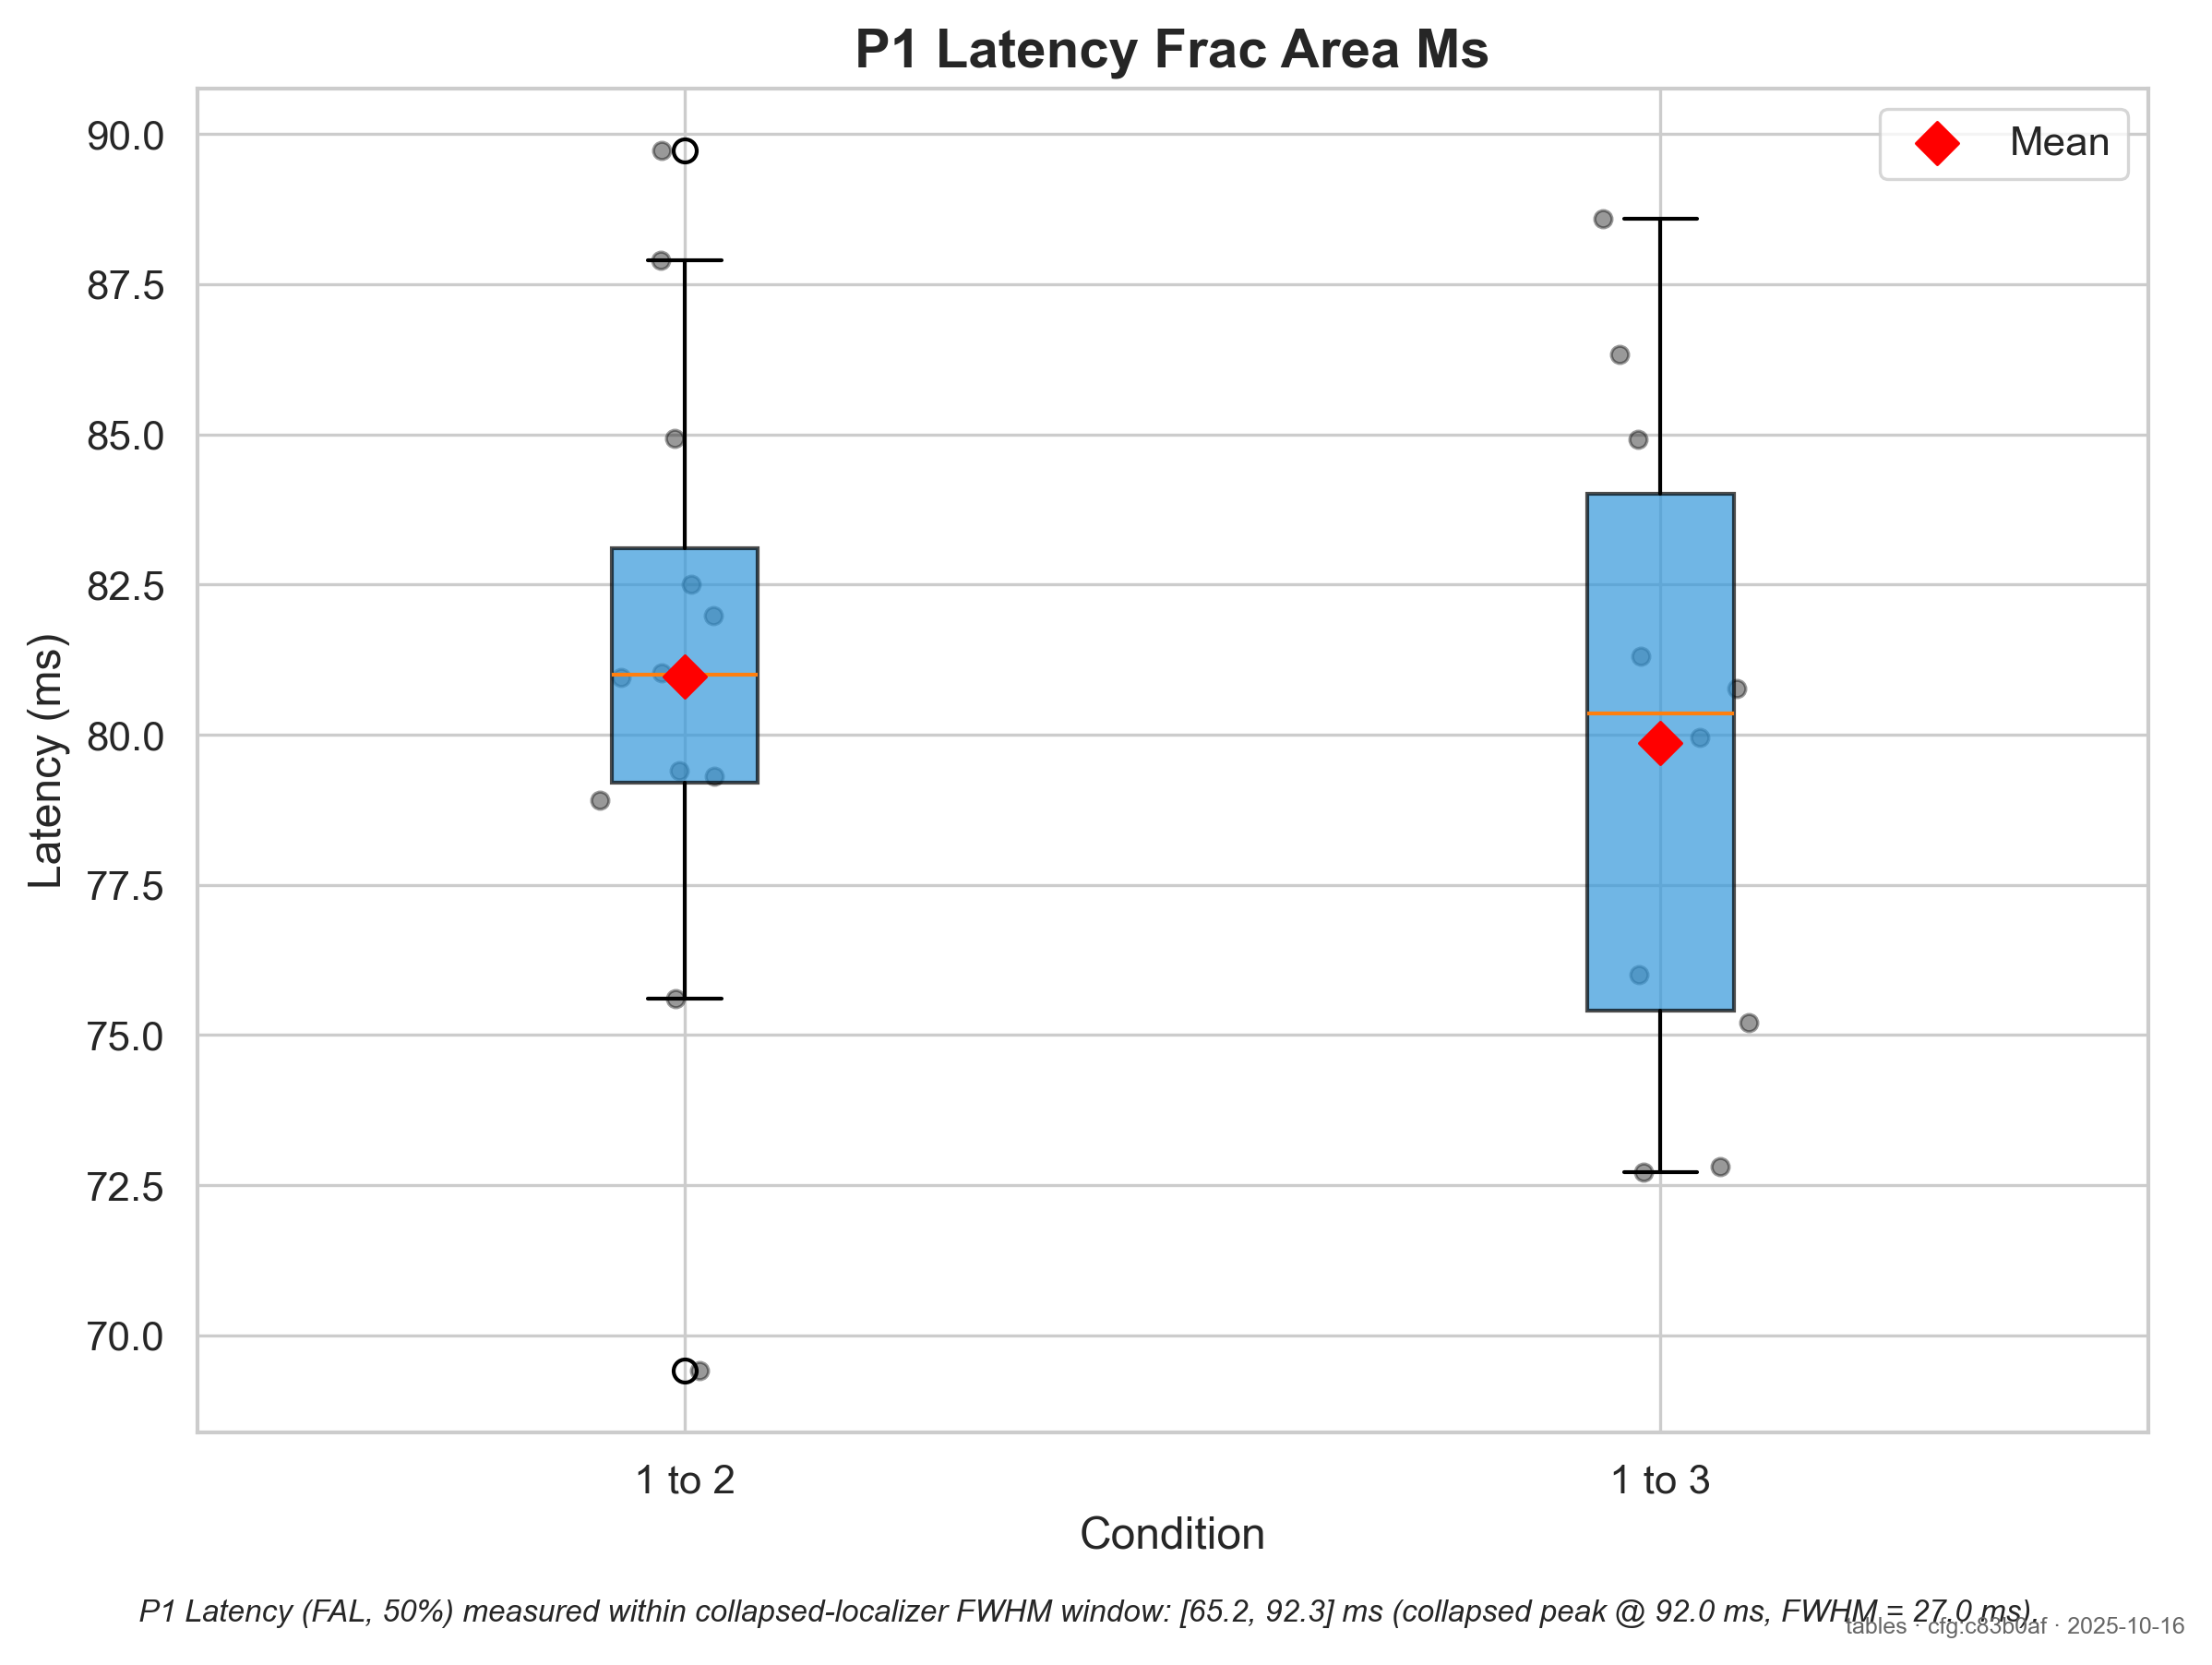 P1 Latency Frac Area Ms
Mean
90.0
87.5
85.0
82.5
80.0
77.5
75.0
72.5
70.0
Latency (ms)
1 to 2
1 to 3
Condition
P1 Latency (FAL, 50%) measured within collapsed-localizer FWHM window: [65.2, 92.3] ms (collapsed peak @ 92.0 ms, FWHM = 27.0 ms).
tables · cfg:c83b0af · 2025-10-16